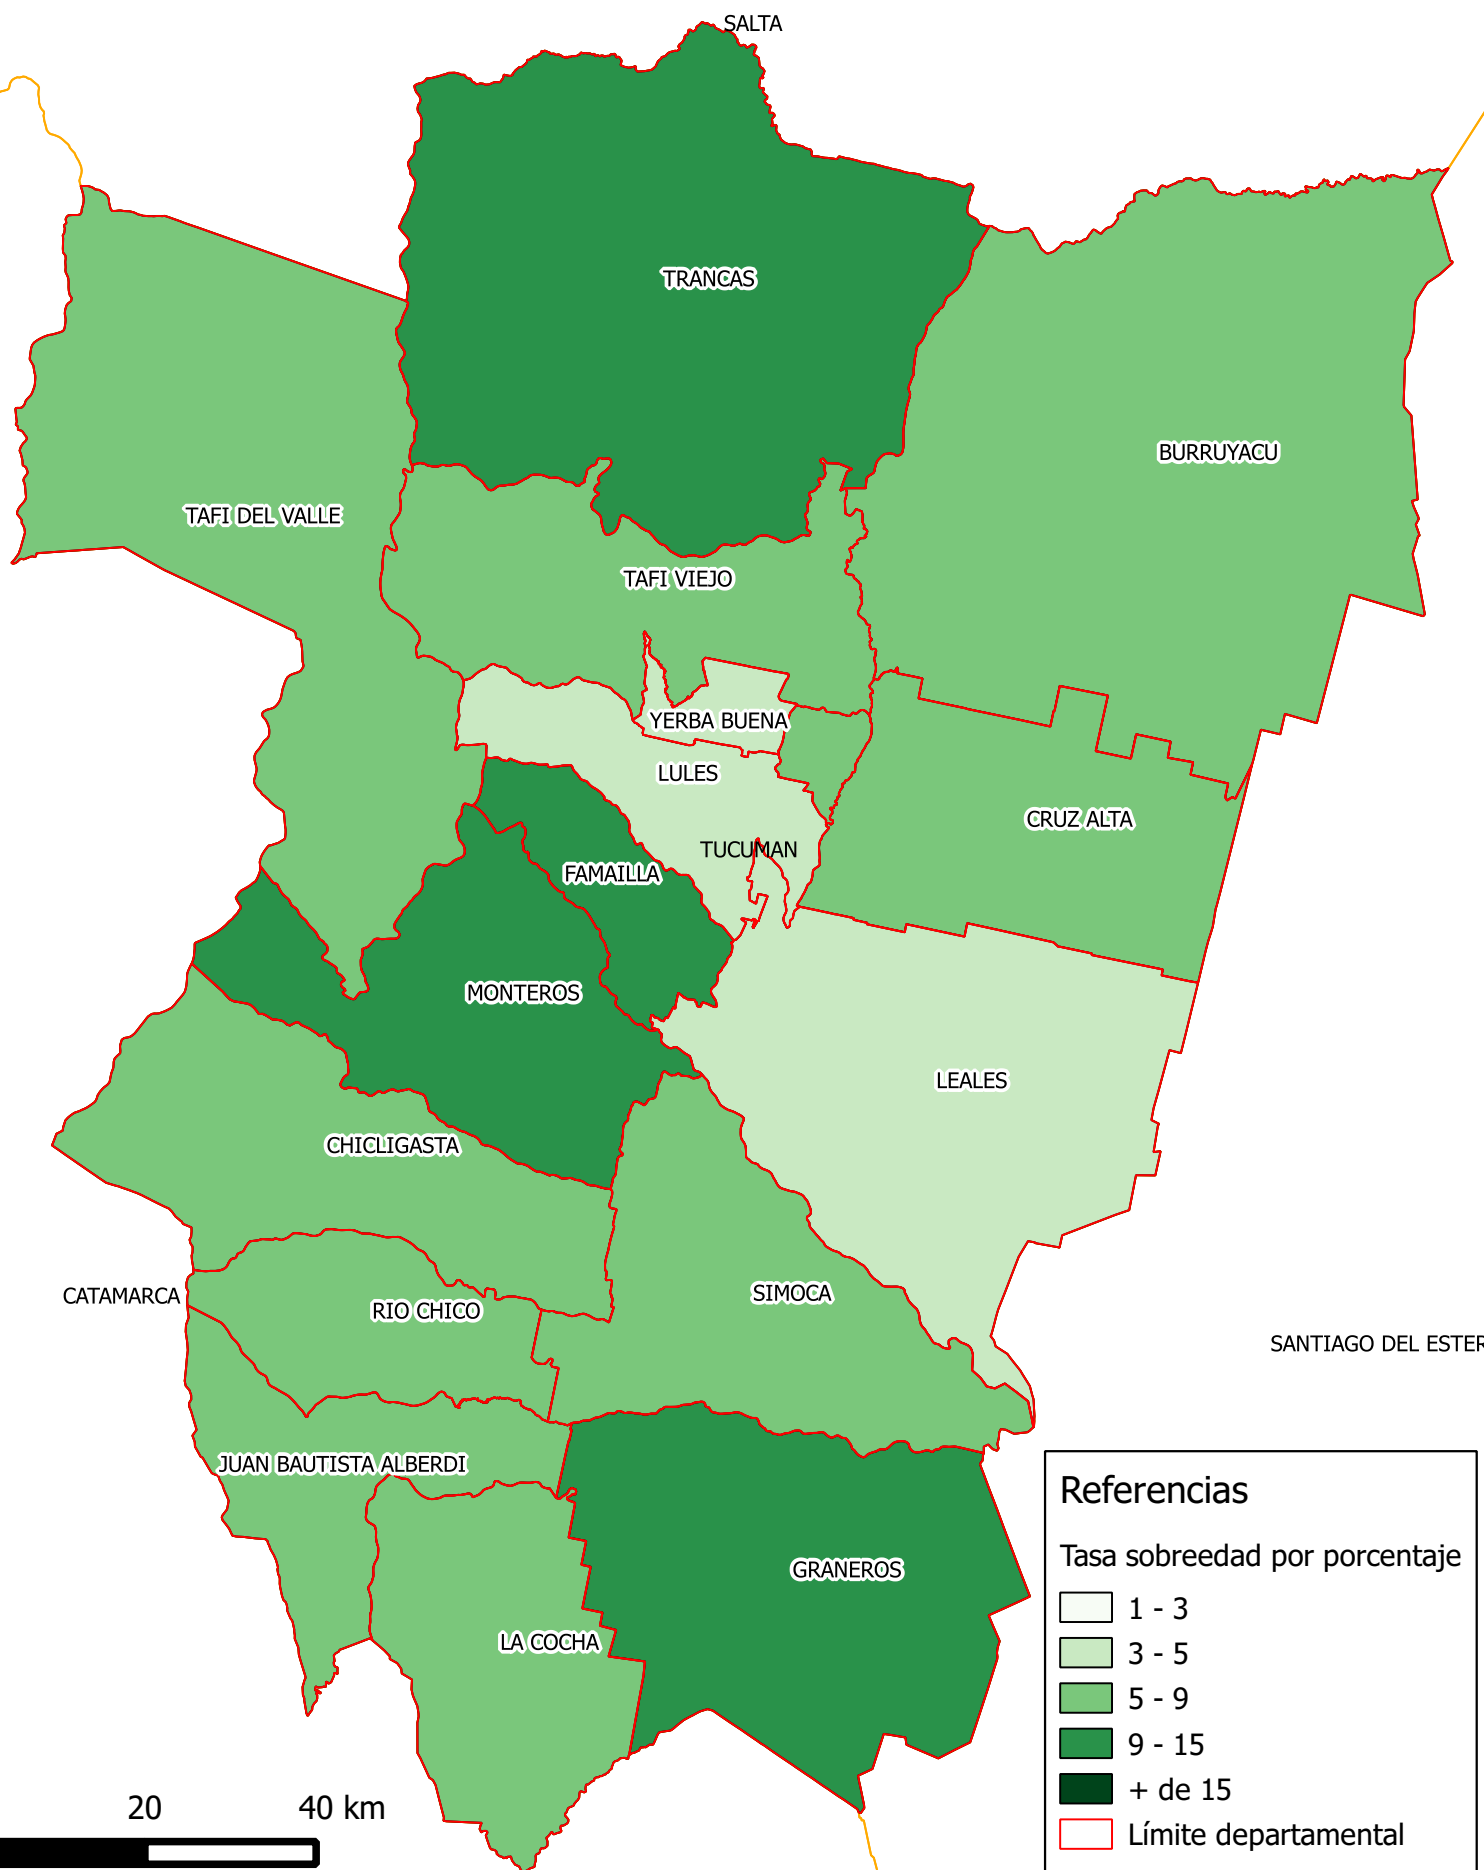 SALTA
TRANCAS
BURRUYACU
TAFI DEL VALLE
TAFI VIEJO
YERBA BUENA
LULES
CRUZ ALTA
TUCUMAN
FAMAILLA
MONTEROS
LEALES
CHICLIGASTA
SIMOCA
CATAMARCA
RIO CHICO
SANTIAGO DEL ESTER
JUAN BAUTISTA ALBERDI
GRANEROS
LA COCHA
Referencias
Tasa sobreedad por porcentaje
1 - 3
3 - 5
5 - 9
9 - 15
+ de 15
Límite departamental
20 40 km